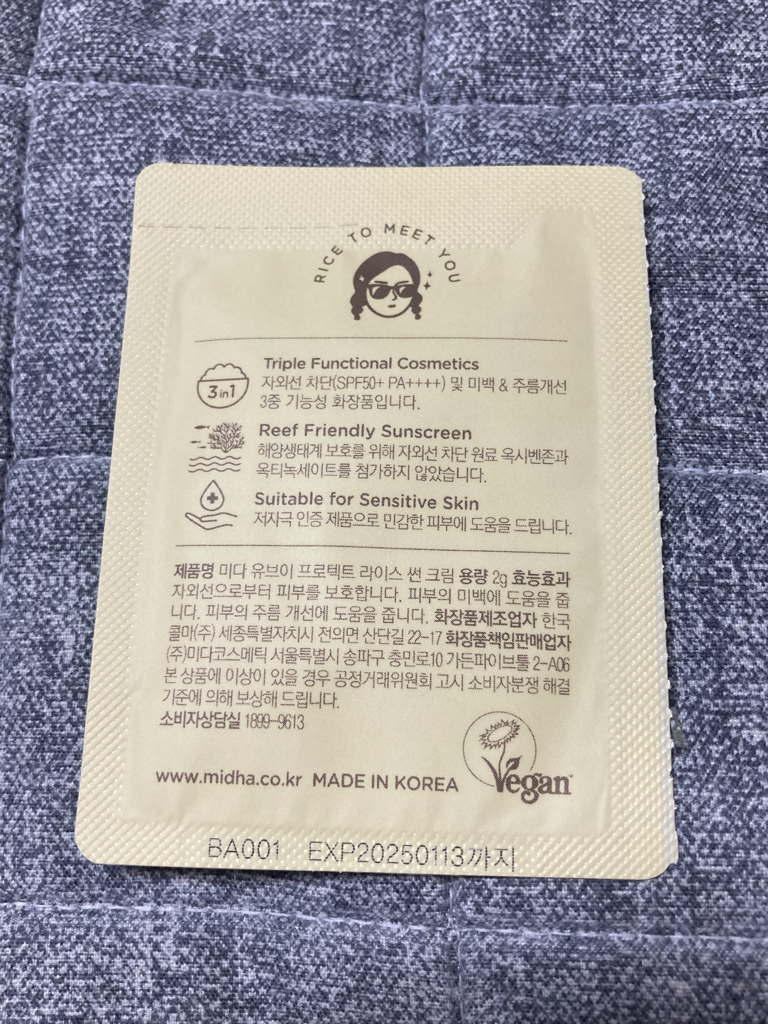 RICE TO MEET YOU
3in1
Triple Functional Cosmetics
자외선 차단(SPF50+ PA++++) 및 미백 & 주름개선
3중 기능성 화장품입니다.
Reef Friendly Sunscreen
해양생태계 보호를 위해 자외선 차단 원료 옥시벤존과
옥티녹세이트를 첨가하지 않았습니다.
Suitable for Sensitive Skin
저자극 인증 제품으로 민감한 피부에 도움을 드립니다.
제품명 미다 유브이 프로텍트 라이스 썬 크림 용량 2g 효능효과
자외선으로부터 피부를 보호합니다. 피부의 미백에 도움을 줍
니다. 피부의 주름 개선에 도움을 줍니다. 화장품제조업자 한국
콜마(주) 세종특별자치시 전의면 산단길 22-17 화장품책임판매업자
(주)미다코스메틱 서울특별시 송파구 충민로.10 가든파이브툴 2-A06
본 상품에 이상이 있을 경우 공정거래위원회 고시 소비자분쟁 해결
기준에 의해 보상해 드립니다.
소비자상담실 1899-9613
www.midha.co.kr MADE IN KOREA
Vegan™
BA001 EXP20250113까지